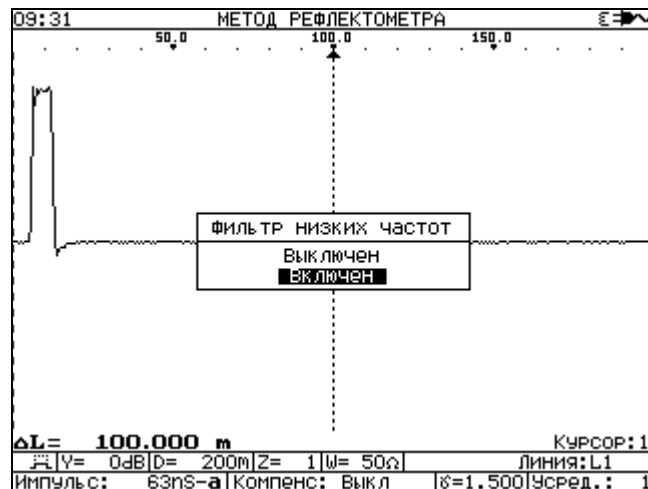 09:31 МЕТОД РЕФЛЕКТОМЕТРА
50.0 100.0 150.0
Фильтр низких частот
Выключен
Включен
ΔL= 100.000 m Курсор:1
Y= 0dB D= 200m Z= 1 W= 50Ω Линия:L1
Импульс: 63nS-a Компенс: Выкл ४=1.500 Усред.: 1